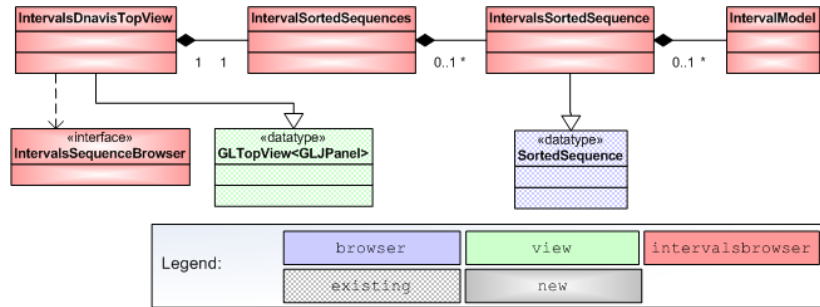 IntervalsDnavisTopView
IntervalSortedSequences
IntervalsSortedSequence
IntervalModel
1 1
0..1 *
0..1 *
«interface»
IntervalsSequenceBrowser
«datatype»
GLTopView<GLJPanel>
«datatype»
SortedSequence
Legend:
browser
view
intervalsbrowser
existing
new